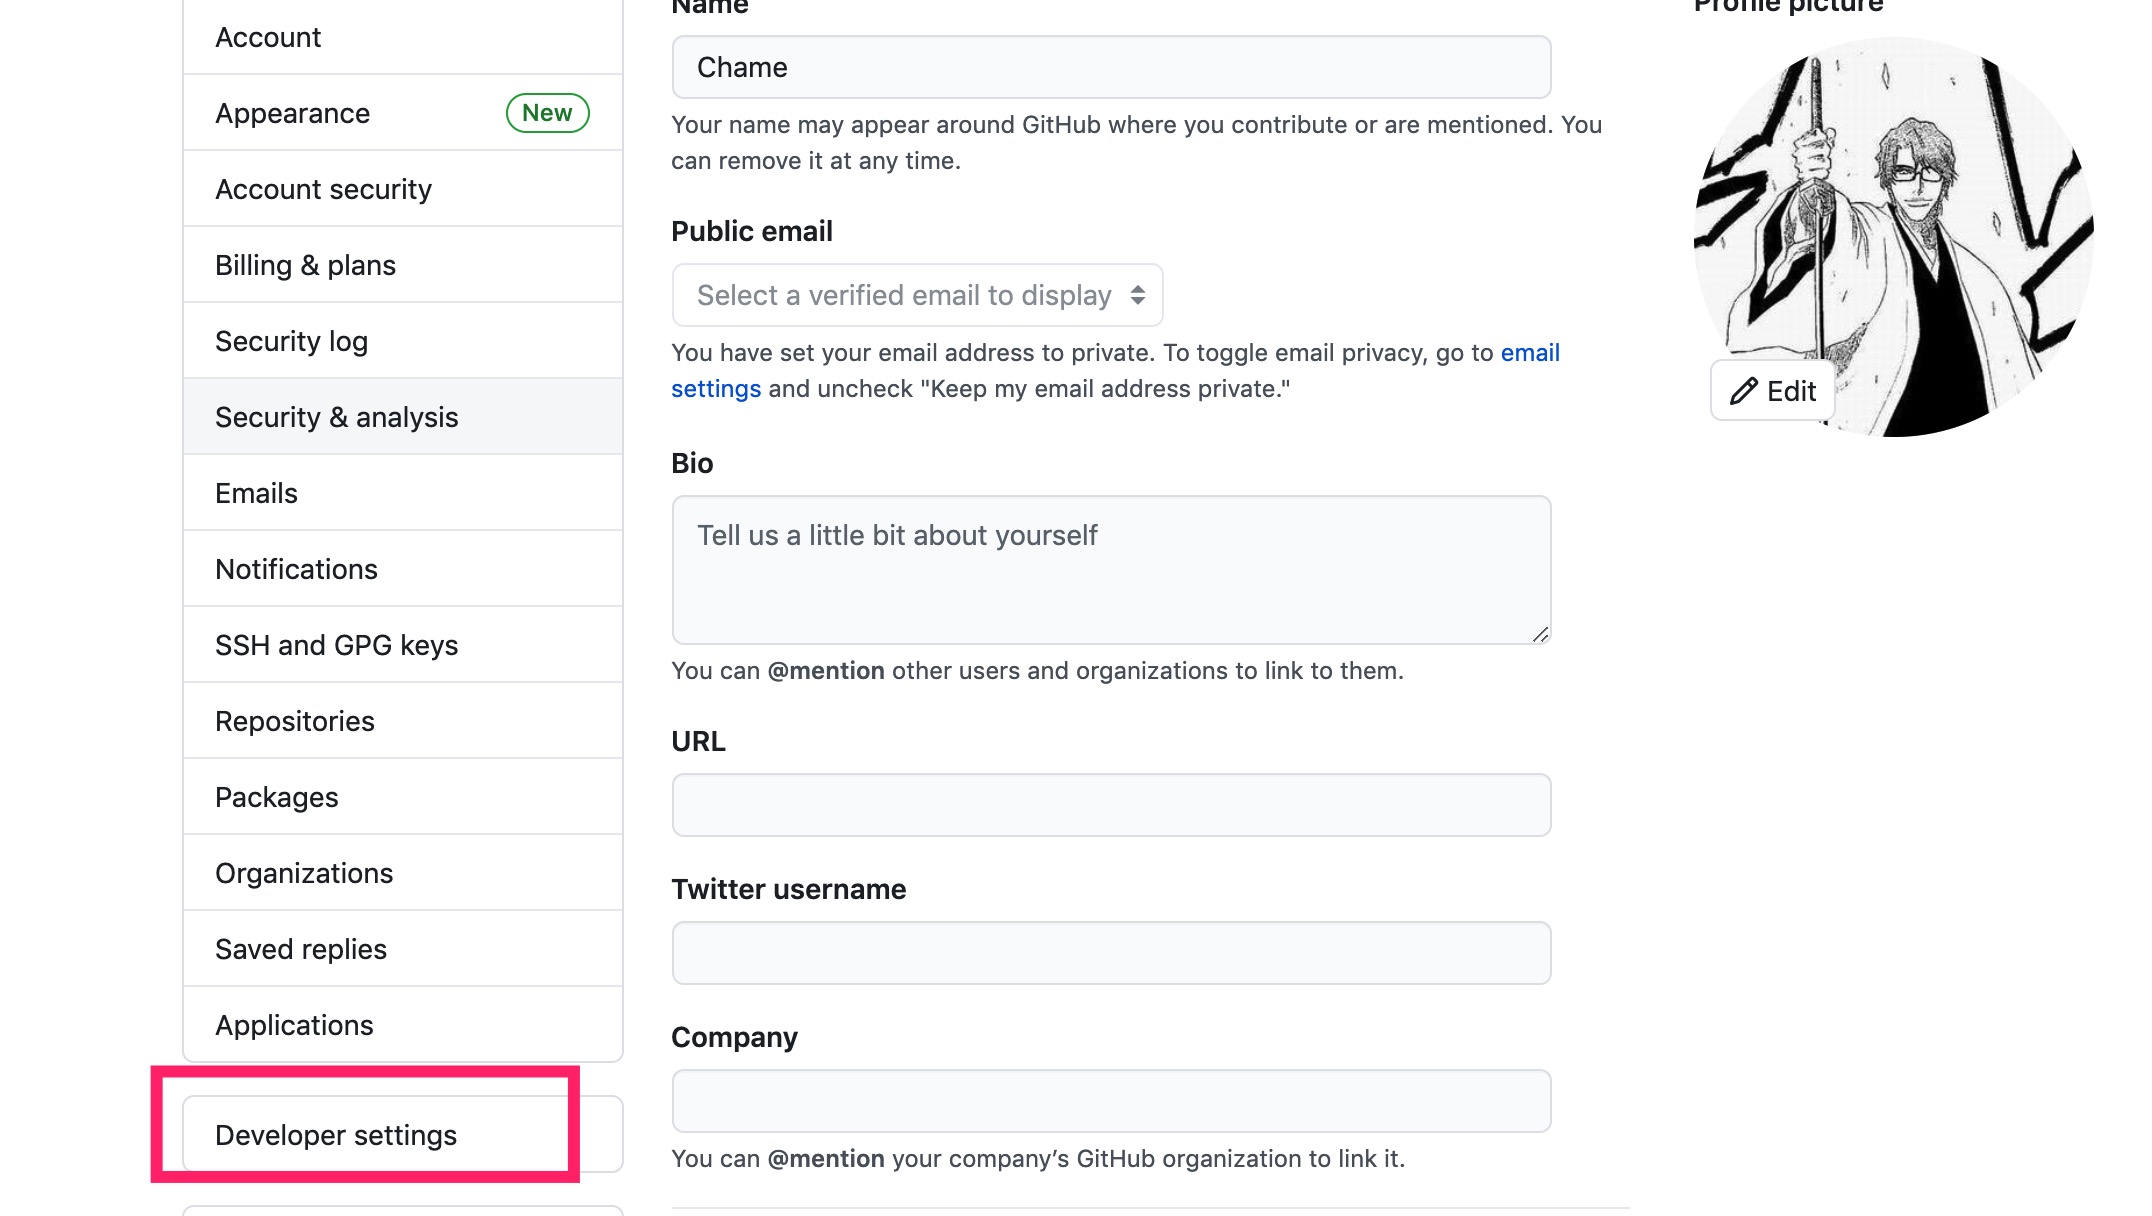 Account
Appearance New
Account security
Billing & plans
Security log
Security & analysis
Emails
Notifications
SSH and GPG keys
Repositories
Packages
Organizations
Saved replies
Applications
Developer settings
Name
Chame
Your name may appear around GitHub where you contribute or are mentioned. You
can remove it at any time.
Public email
Select a verified email to display
You have set your email address to private. To toggle email privacy, go to email
settings and uncheck "Keep my email address private."
Bio
Tell us a little bit about yourself
You can @mention other users and organizations to link to them.
URL
Twitter username
Company
You can @mention your company’s GitHub organization to link it.
Profile picture
Edit